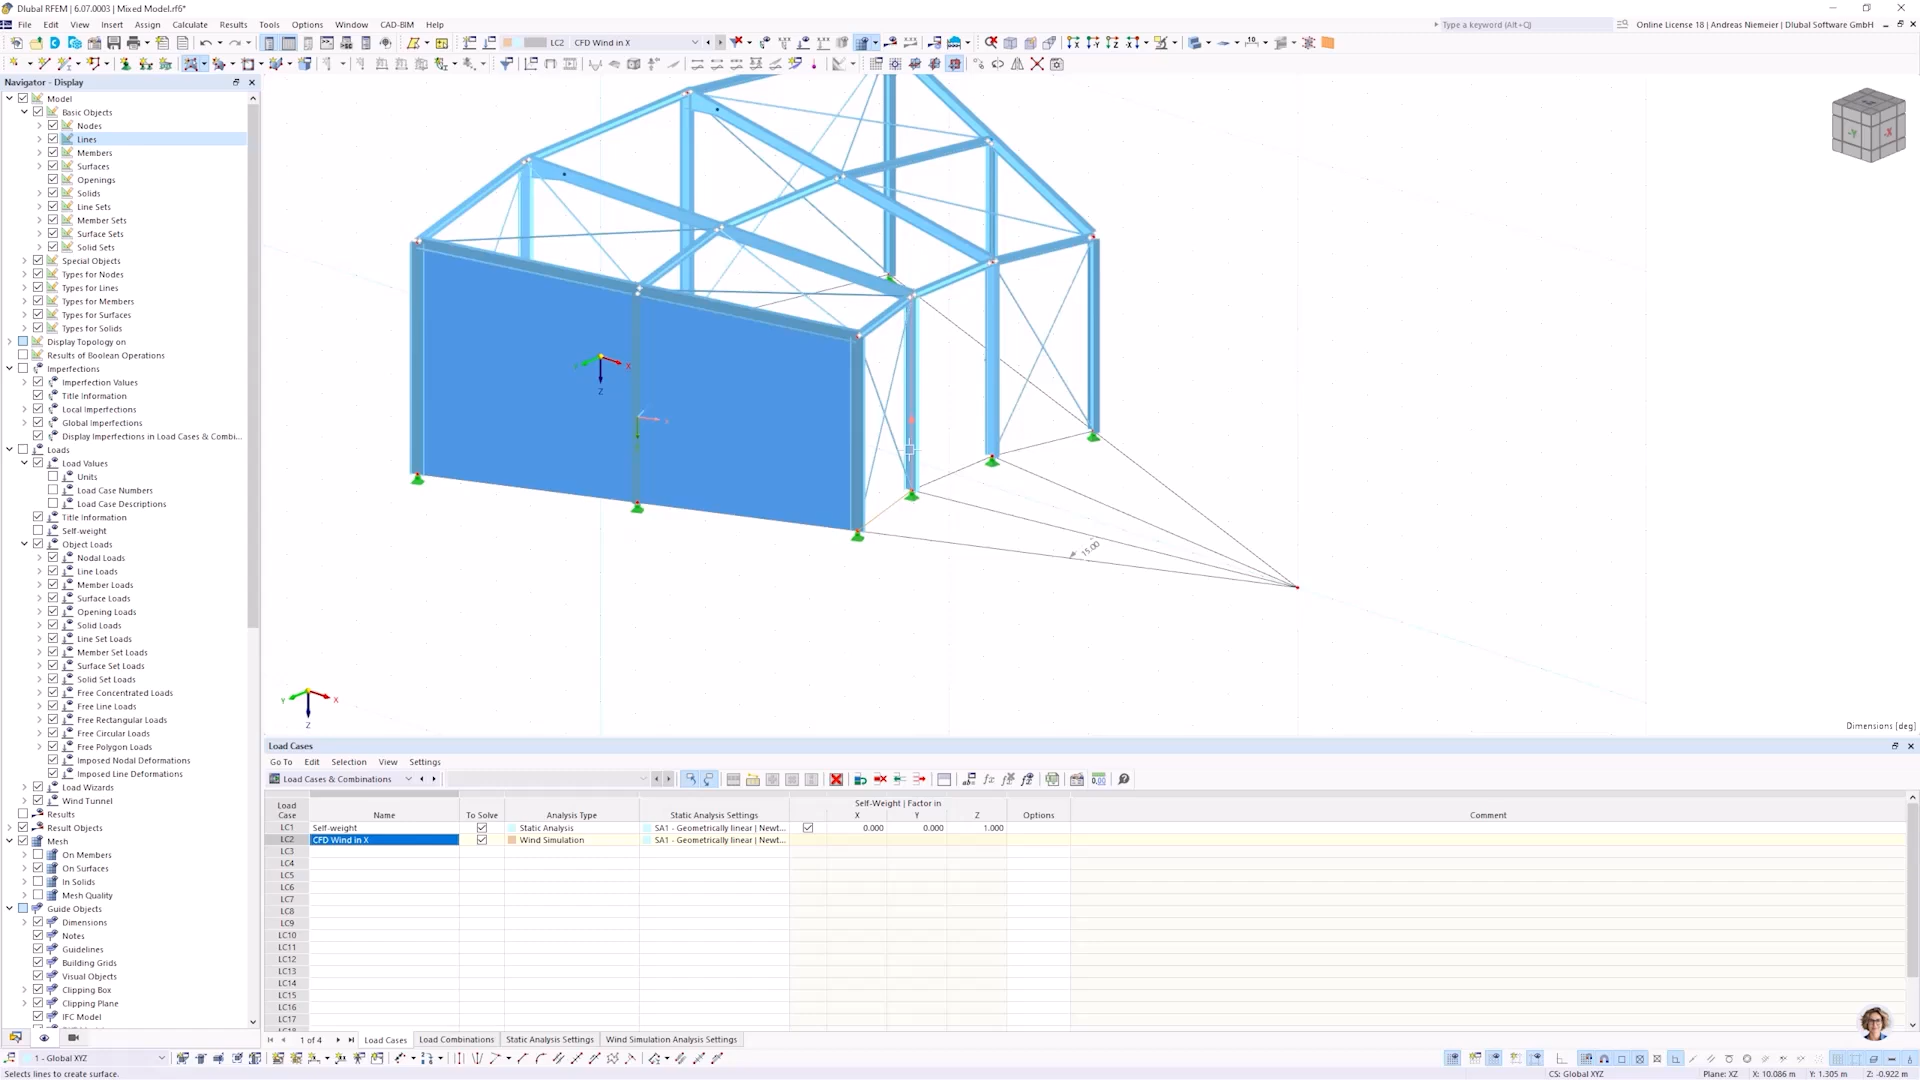 Dlubal RFEM | 6.07.0003 | Mixed Model.rf6*
File Edit View Insert Assign Calculate Results Tools Options Window CAD-BIM Help
Type a keyword (Alt+Q)
Online License 18 | Andreas Niemeier | Dlubal Software GmbH
LC2 CFD Wind in X
Navigator - Display
Model
Basic Objects
Nodes
Lines
Members
Surfaces
Openings
Solids
Line Sets
Member Sets
Surface Sets
Solid Sets
Special Objects
Types for Nodes
Types for Lines
Types for Members
Types for Surfaces
Types for Solids
Display Topology on
Results of Boolean Operations
Imperfections
Imperfection Values
Title Information
Local Imperfections
Global Imperfections
Display Imperfections in Load Cases & Combi...
Loads
Load Values
Units
Load Case Numbers
Load Case Descriptions
Title Information
Self-weight
Object Loads
Nodal Loads
Line Loads
Member Loads
Surface Loads
Opening Loads
Solid Loads
Line Set Loads
Member Set Loads
Surface Set Loads
Solid Set Loads
Free Concentrated Loads
Free Line Loads
Free Rectangular Loads
Free Circular Loads
Free Polygon Loads
Imposed Nodal Deformations
Imposed Line Deformations
Load Wizards
Wind Tunnel
Results
Result Objects
Mesh
On Members
On Surfaces
In Solids
Mesh Quality
Guide Objects
Dimensions
Notes
Guidelines
Building Grids
Visual Objects
Clipping Box
Clipping Plane
IFC Model
-Y -X
X
Z
15.00
Y X
Z
Dimensions [deg]
Load Cases
Go To Edit Selection View Settings
Load Cases & Combinations
Load Case Name To Solve Analysis Type Static Analysis Settings Self-Weight | Factor in X Y Z Options Comment
LC1 Self-weight Static Analysis SA1 - Geometrically linear | Newt... 0.000 0.000 1.000
LC2 CFD Wind in X Wind Simulation SA1 - Geometrically linear | Newt...
LC3
LC4
LC5
LC6
LC7
LC8
LC9
LC10
LC11
LC12
LC13
LC14
LC15
LC16
LC17
1 of 4 Load Cases Load Combinations Static Analysis Settings Wind Simulation Analysis Settings
1 - Global XYZ
Selects lines to create surface.
CS: Global XYZ Plane: XZ X: 10.086 m Y: 1.305 m Z: -0.922 m